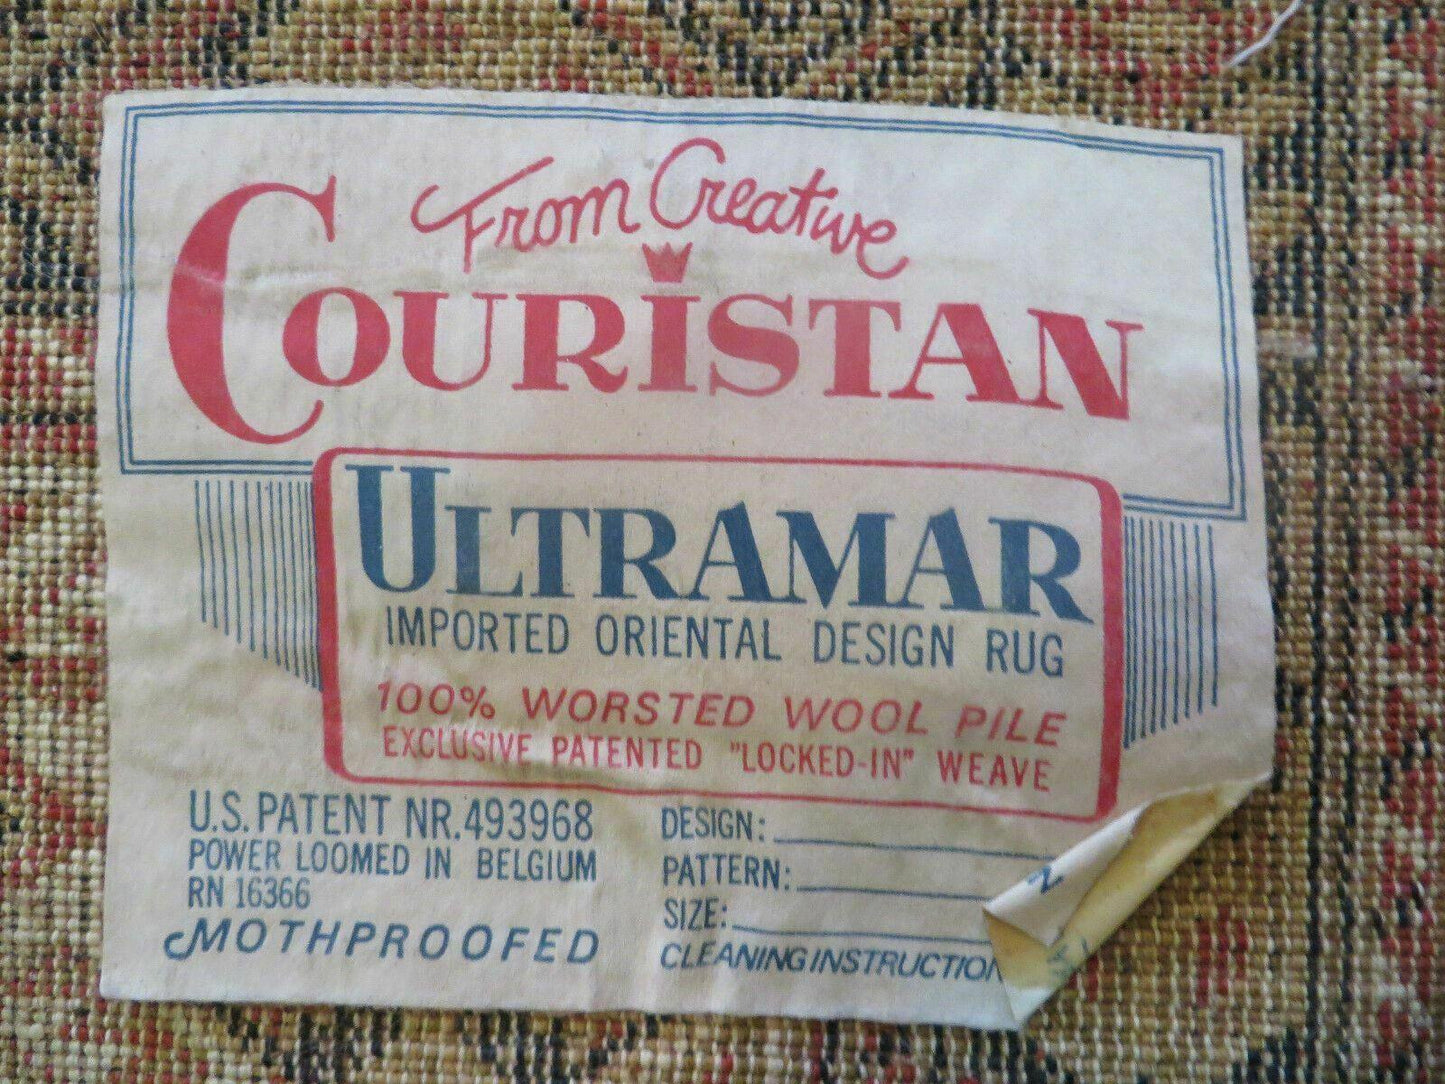 From Creative
COURISTAN
ULTRAMAR
IMPORTED ORIENTAL DESIGN RUG
100% WORSTED WOOL PILE
EXCLUSIVE PATENTED "LOCKED-IN" WEAVE
U.S. PATENT NR. 493968
POWER LOOMED IN BELGIUM
RN 16366
MOTHPROOFED
DESIGN:
PATTERN:
SIZE:
CLEANING INSTRUCTION